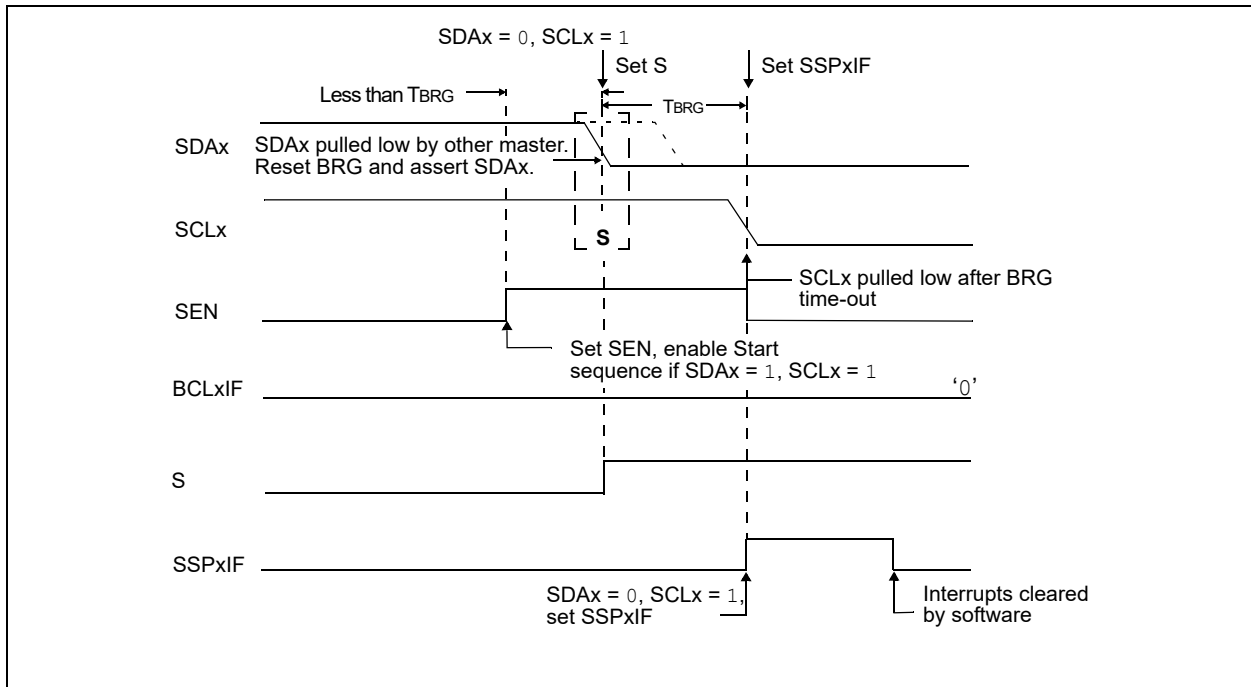 SDAx = 0, SCLx = 1
Set S
Set SSPxIF
Less than TBRG
TBRG
SDAx
SDAx pulled low by other master.
Reset BRG and assert SDAx.
SCLx
S
SCLx pulled low after BRG
time-out
SEN
Set SEN, enable Start
sequence if SDAx = 1, SCLx = 1
BCLxIF
‘0’
S
SSPxIF
SDAx = 0, SCLx = 1,
set SSPxIF
Interrupts cleared
by software